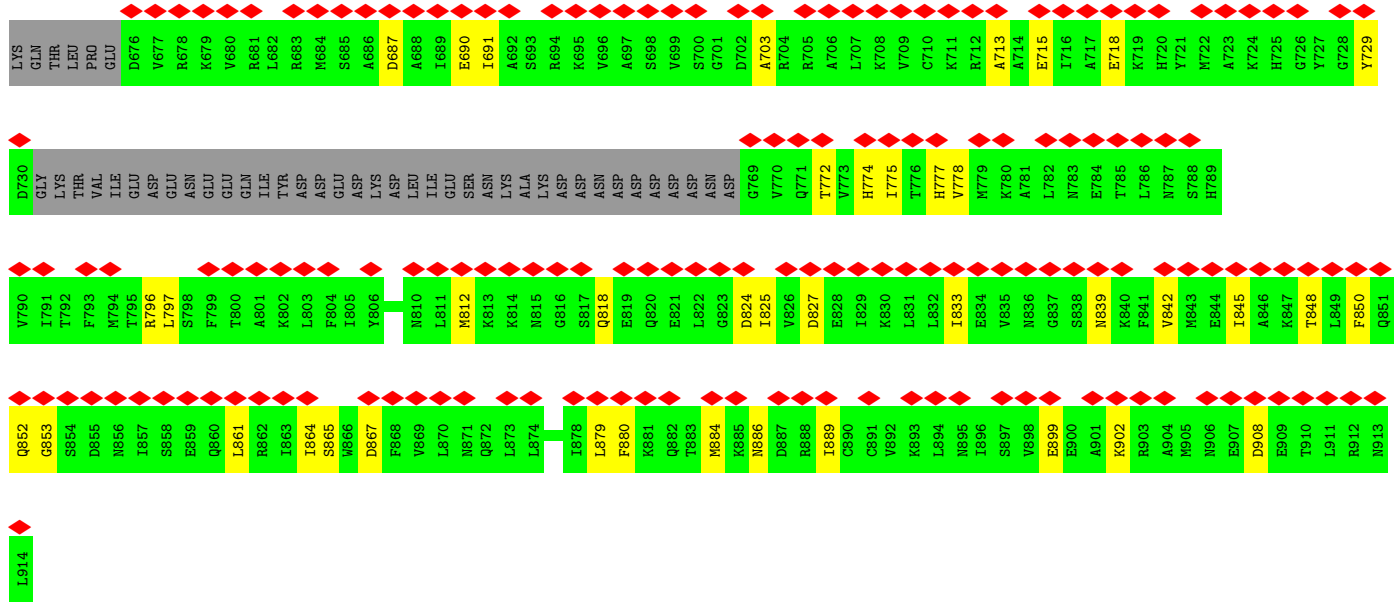 LYS GLN THR LEU PRO GLU D676 V677 R678 K679 V680 R681 L682 R683 M684 S685 A686 D687 A688 I689 E690 I691 A692 S693 R694 K695 V696 A697 S698 V699 S700 G701 D702 A703 R704 R705 A706 L707 K708 V709 C710 K711 R712 A713 A714 E715 I716 A717 E718 K719 H720 Y721 M722 A723 K724 H725 G726 Y727 G728 Y729
D730 GLY LYS THR VAL ILE GLU ASP GLU ASN GLU GLU GLN ILE TYR ASP ASP GLU ASP LYS ASP LEU ILE GLU SER ASN LYS ALA LYS ASP ASP ASN ASP ASP ASP ASP ASP ASN ASP G769 V770 Q771 T772 V773 H774 I775 T776 H777 V778 M779 K780 A781 L782 N783 E784 T785 L786 N787 S788 H789
V790 I791 T792 F793 M794 T795 R796 L797 S798 F799 T800 A801 K802 L803 F804 I805 Y806 N810 L811 M812 K813 K814 N815 G816 S817 Q818 E819 Q820 E821 L822 G823 D824 I825 V826 D827 E828 I829 K830 L831 L832 I833 E834 V835 N836 G837 S838 N839 K840 F841 V842 M843 E844 I845 A846 K847 T848 L849 F850 Q851
Q852 G853 S854 D855 N856 I857 S858 E859 Q860 L861 R862 I863 I864 S865 W866 D867 F868 V869 L870 N871 Q872 L873 L874 I878 L879 F880 K881 Q882 T883 M884 K885 N886 D887 R888 I889 C890 C891 V892 K893 L894 N895 I896 S897 V898 E899 E900 A901 K902 R903 A904 M905 N906 E907 D908 E909 T910 L911 R912 N913
L914